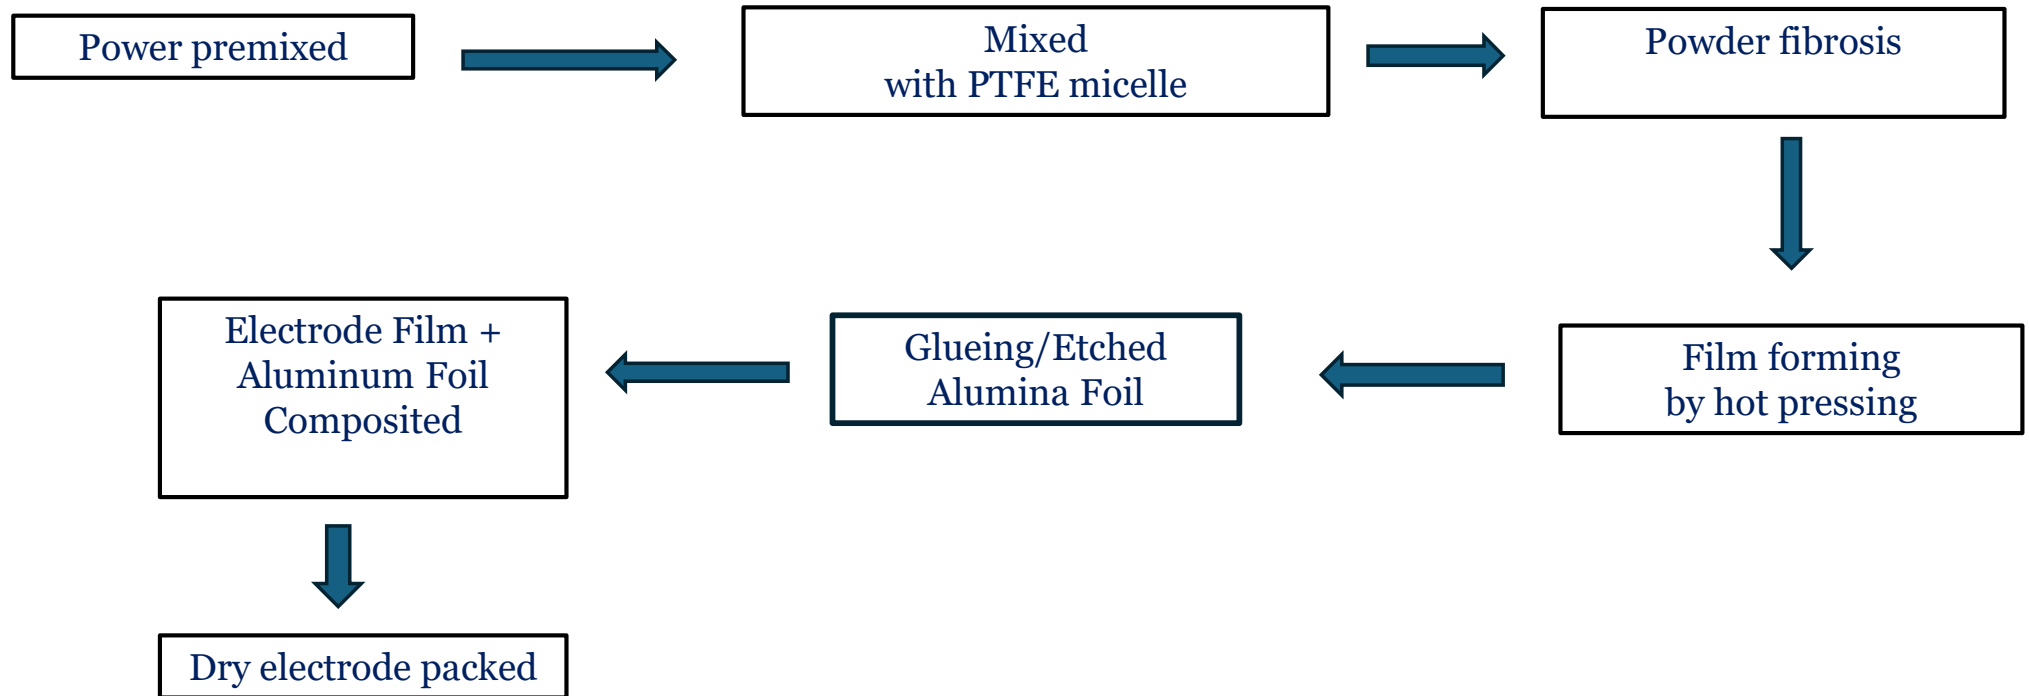 Power premixed
Mixed
with PTFE micelle
Powder fibrosis
Film forming
by hot pressing
Glueing/Etched
Alumina Foil
Electrode Film +
Aluminum Foil
Composited
Dry electrode packed